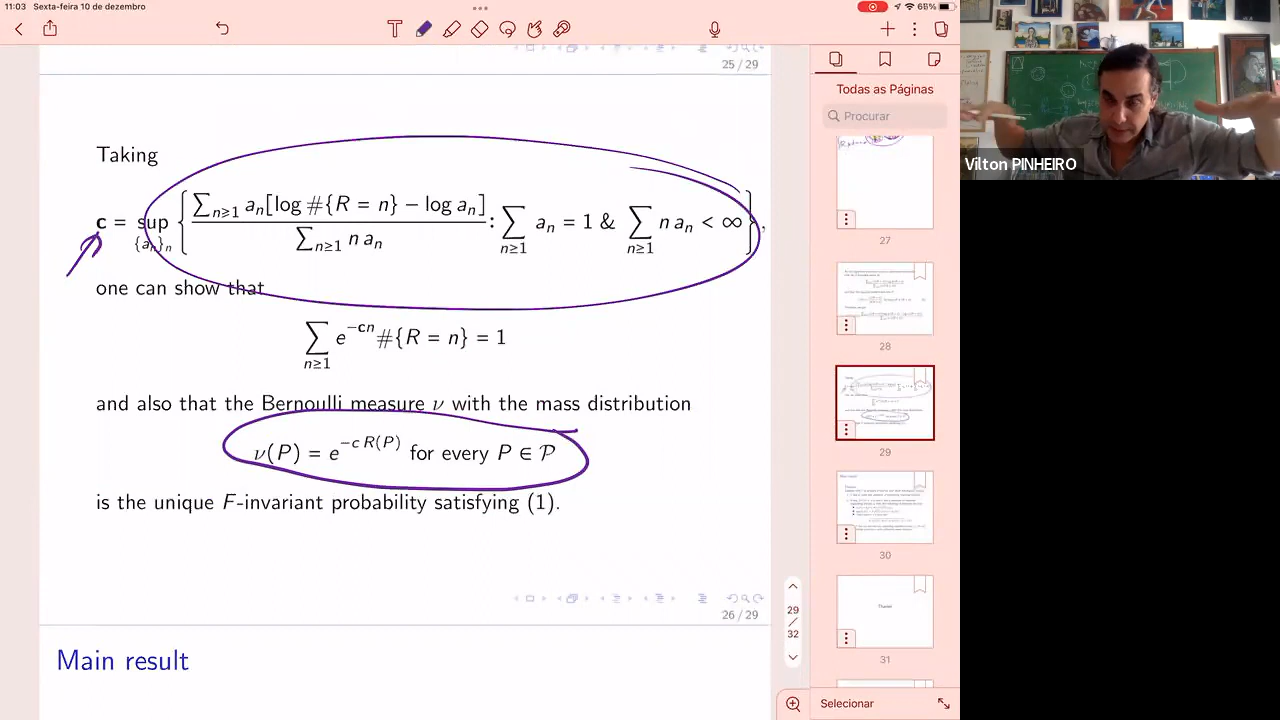 11:03 Sexta-feira 10 de dezembro
65%
25 / 29
Todas as Páginas
Procurar
Vilton PINHEIRO
Taking
c = sup_{{a_n}_n} { \frac{∑_{n≥1} a_n[log #{R = n} − log a_n]}{∑_{n≥1} n a_n} : ∑_{n≥1} a_n = 1 & ∑_{n≥1} n a_n < ∞ },
one can show that
∑_{n≥1} e^{−cn} #{R = n} = 1
and also that the Bernoulli measure ν with the mass distribution
ν(P) = e^{−c R(P)} for every P ∈ 𝒫
is the unique F-invariant probability satisfying (1).
26 / 29
Main result
27
28
29
30
Thanks!
31
29
/
32
Selecionar